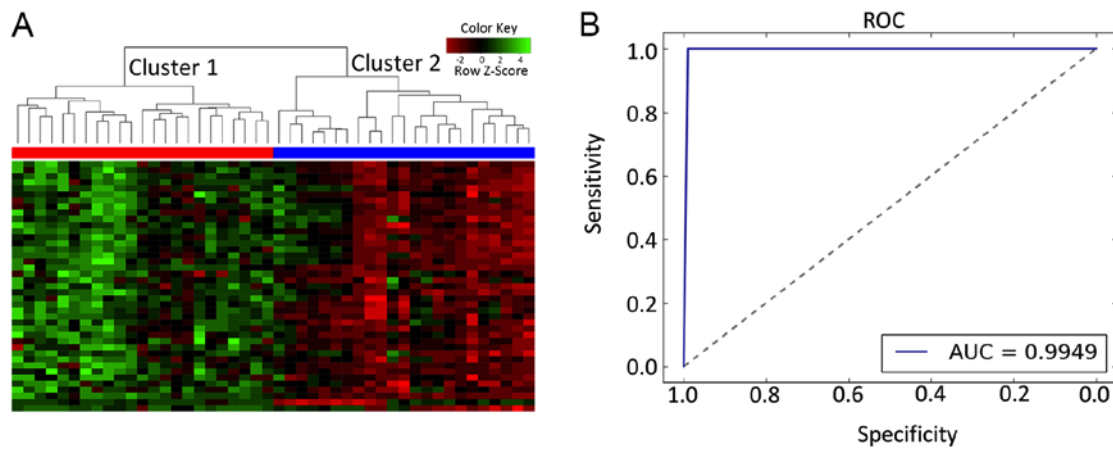 A
Color Key
-2 0 2 4
Row Z-Score
Cluster 1
Cluster 2
B
ROC
1.0
0.8
0.6
0.4
0.2
0.0
Sensitivity
AUC = 0.9949
1.0 0.8 0.6 0.4 0.2 0.0
Specificity